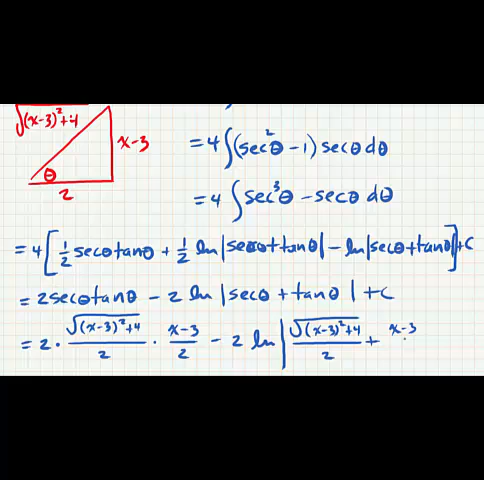 √(x-3)²+4
x-3
θ
2
= 4 ∫(sec²θ - 1) secθ dθ
= 4 ∫ sec³θ - secθ dθ
= 4 [ 1/2 secθtanθ + 1/2 ln|secθ+tanθ| - ln|secθ+tanθ| ] + C
= 2secθtanθ - 2 ln |secθ + tanθ| + C
= 2 · √(x-3)²+4 / 2 · x-3 / 2 - 2 ln | √(x-3)²+4 / 2 + x-3